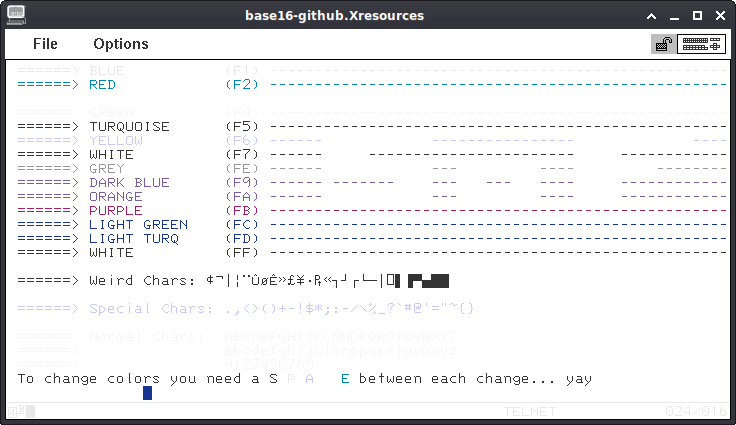 base16-github.Xresources
File Options
======> BLUE (F1) ----------------------------------------------------------
======> RED (F2) ----------------------------------------------------------
======> GREEN (F4) ----------------------------------------------------------
======> TURQUOISE (F5) ----------------------------------------------------------
======> YELLOW (F6) ------ ------------------ ----
======> WHITE (F7) ------ ------------------ --------------
======> GREY (FE) --- ---
======> DARK BLUE (F9) --- ------- --- --- ------
======> ORANGE (FA) --- ---
======> PURPLE (FB) ----------------------------------------------------------
======> LIGHT GREEN (FC) ----------------------------------------------------------
======> LIGHT TURQ (FD) ----------------------------------------------------------
======> WHITE (FF) ----------------------------------------------------------
======> Weird Chars: ¢¬|¦¨ÛøÊ»£¥·
======> Special Chars: .,<>()+-!$*;:-/\%_?`#@'="~{}
======> Normal Chars: ABCDEFGHIJKLMNOPQRSTUVWXYZ
======> abcdefghijklmnopqrstuvwxyz
======> 0123456789
To change colors you need a S P A E between each change... yay
TELNET 024/016